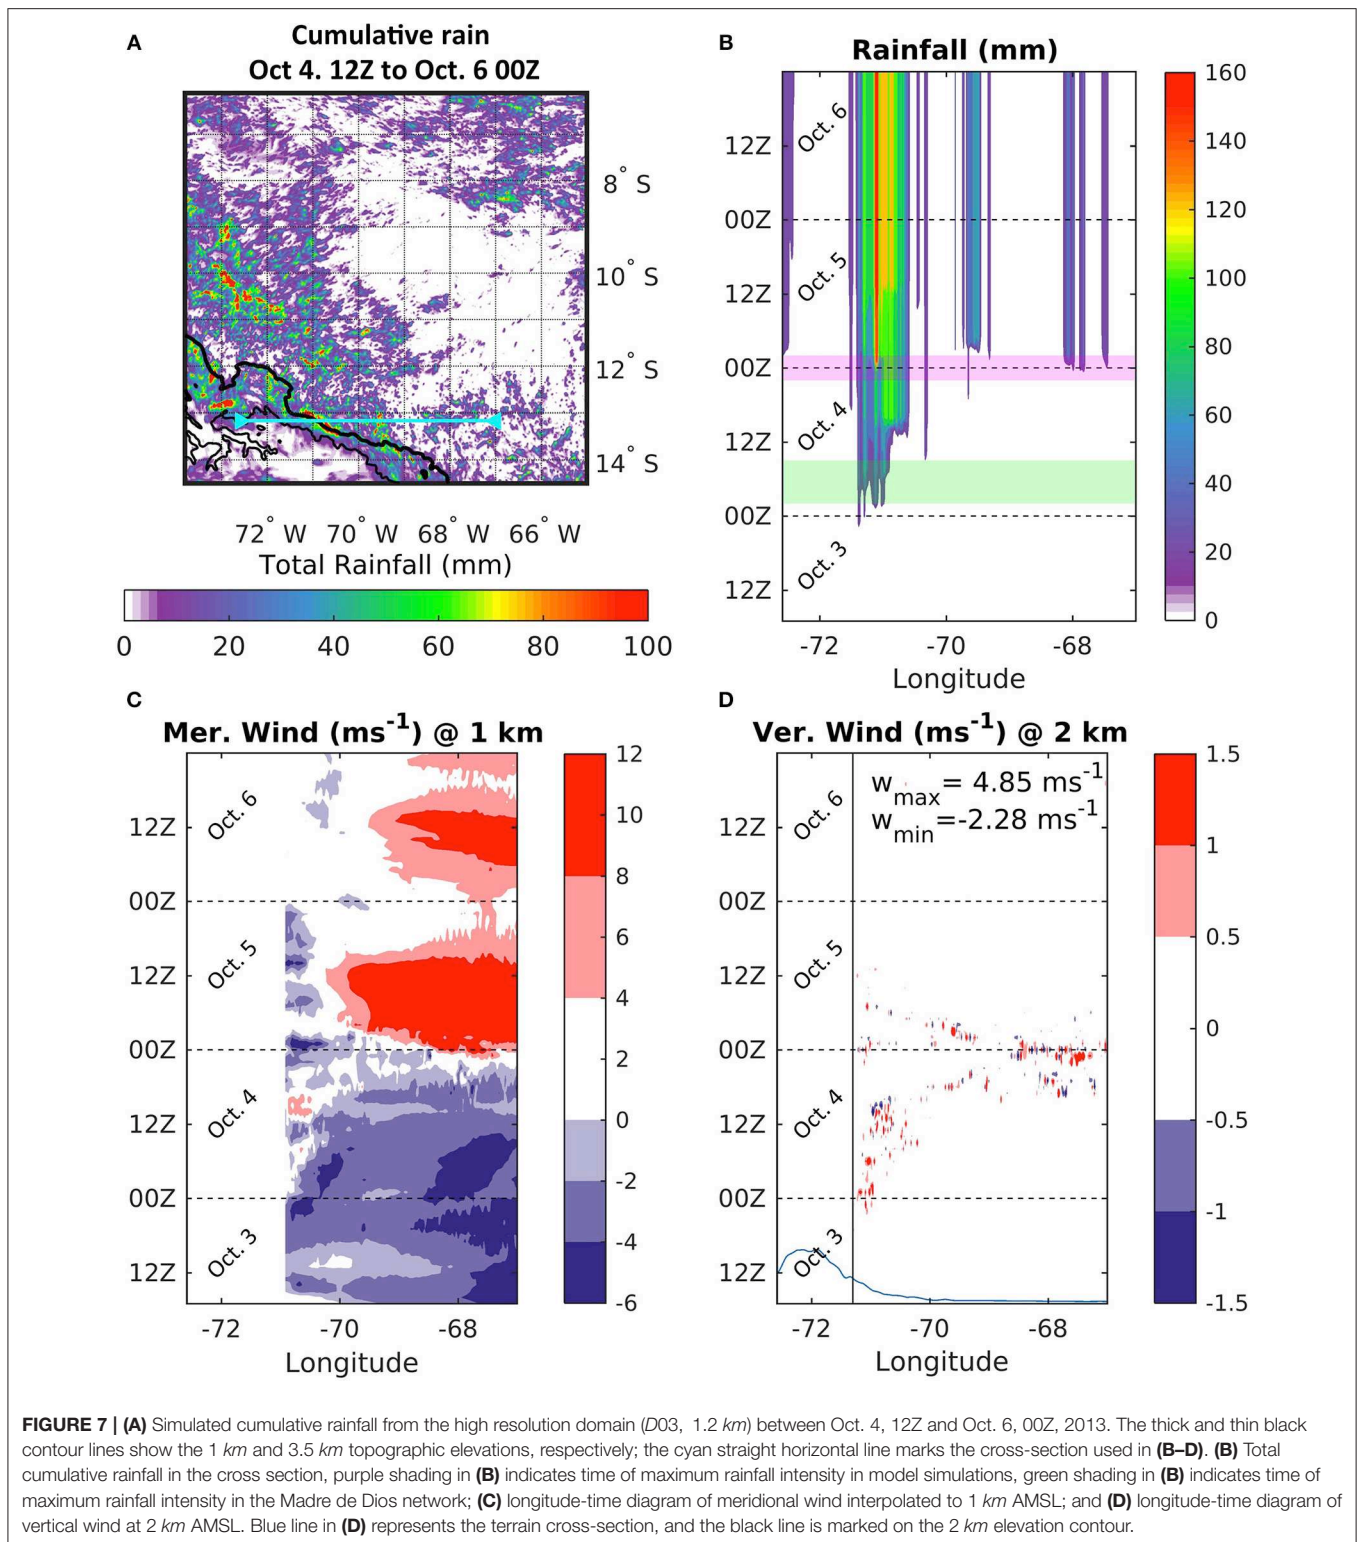 A
Cumulative rain
Oct 4. 12Z to Oct. 6 00Z
8° S
10° S
12° S
14° S
72° W 70° W 68° W 66° W
Total Rainfall (mm)
0 20 40 60 80 100
B
Rainfall (mm)
12Z
00Z
12Z
00Z
12Z
00Z
12Z
Oct. 6
Oct. 5
Oct. 4
Oct. 3
-72 -70 -68
Longitude
160
140
120
100
80
60
40
20
0
C
Mer. Wind (ms-1) @ 1 km
12Z
00Z
12Z
00Z
12Z
00Z
12Z
Oct. 6
Oct. 5
Oct. 4
Oct. 3
-72 -70 -68
Longitude
12
10
8
6
4
2
0
-2
-4
-6
D
Ver. Wind (ms-1) @ 2 km
wmax= 4.85 ms-1
wmin=-2.28 ms-1
12Z
00Z
12Z
00Z
12Z
00Z
12Z
Oct. 6
Oct. 5
Oct. 4
Oct. 3
-72 -70 -68
Longitude
1.5
1
0.5
0
-0.5
-1
-1.5
FIGURE 7 | (A) Simulated cumulative rainfall from the high resolution domain (D03, 1.2 km) between Oct. 4, 12Z and Oct. 6, 00Z, 2013. The thick and thin black
contour lines show the 1 km and 3.5 km topographic elevations, respectively; the cyan straight horizontal line marks the cross-section used in (B–D). (B) Total
cumulative rainfall in the cross section, purple shading in (B) indicates time of maximum rainfall intensity in model simulations, green shading in (B) indicates time of
maximum rainfall intensity in the Madre de Dios network; (C) longitude-time diagram of meridional wind interpolated to 1 km AMSL; and (D) longitude-time diagram of
vertical wind at 2 km AMSL. Blue line in (D) represents the terrain cross-section, and the black line is marked on the 2 km elevation contour.